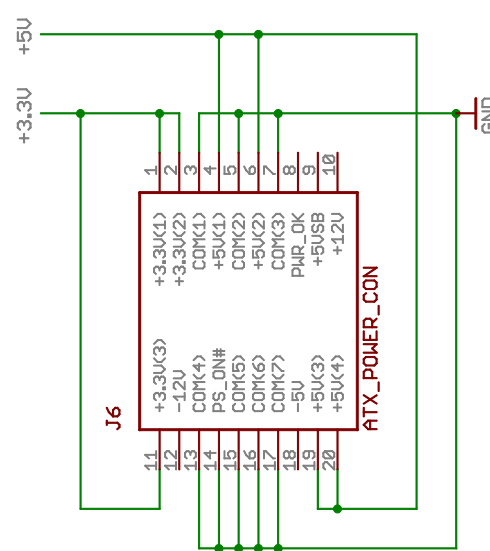 +5V
+3.3V
GND
1
2
3
4
5
6
7
8
9
10
+3.3V(1)
+3.3V(2)
COM(1)
+5V(1)
COM(2)
+5V(2)
COM(3)
PWR_OK
+5VSB
+12V
+3.3V(3)
-12V
COM(4)
PS_ON#
COM(5)
COM(6)
COM(7)
-5V
+5V(3)
+5V(4)
ATX_POWER_CON
J6
11
12
13
14
15
16
17
18
19
20